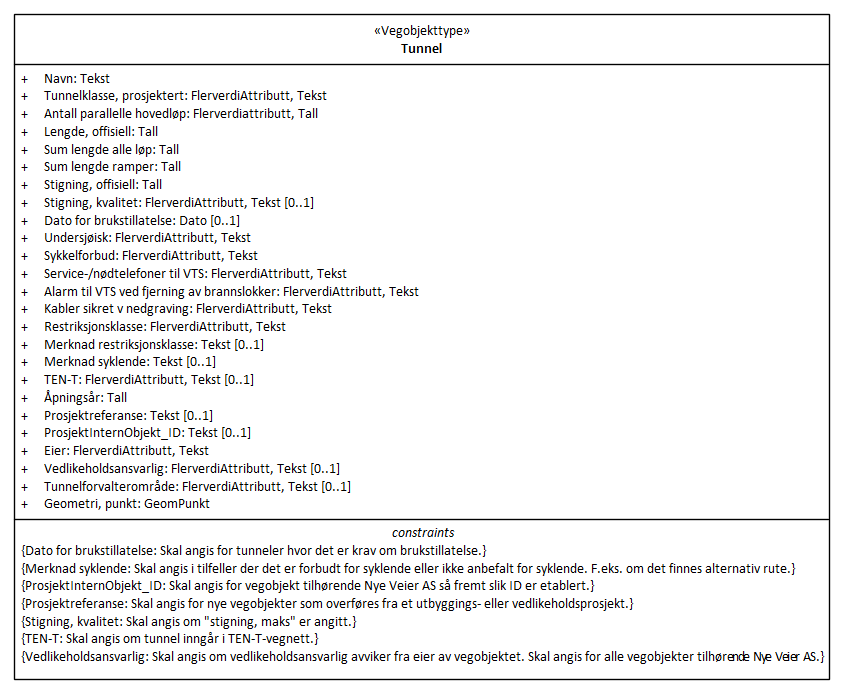 «Vegobjekttype»
Tunnel
+ Navn: Tekst
+ Tunnelklasse, prosjektert: FlerverdiAttributt, Tekst
+ Antall parallelle hovedløp: Flerverdiattributt, Tall
+ Lengde, offisiell: Tall
+ Sum lengde alle løp: Tall
+ Sum lengde ramper: Tall
+ Stigning, offisiell: Tall
+ Stigning, kvalitet: FlerverdiAttributt, Tekst [0..1]
+ Dato for brukstillatelse: Dato [0..1]
+ Undersjøisk: FlerverdiAttributt, Tekst
+ Sykkelforbud: FlerverdiAttributt, Tekst
+ Service-/nødtelefoner til VTS: FlerverdiAttributt, Tekst
+ Alarm til VTS ved fjerning av brannslokker: FlerverdiAttributt, Tekst
+ Kabler sikret v nedgraving: FlerverdiAttributt, Tekst
+ Restriksjonsklasse: FlerverdiAttributt, Tekst
+ Merknad restriksjonsklasse: Tekst [0..1]
+ Merknad syklende: Tekst [0..1]
+ TEN-T: FlerverdiAttributt, Tekst [0..1]
+ Åpningsår: Tall
+ Prosjektreferanse: Tekst [0..1]
+ ProsjektInternObjekt_ID: Tekst [0..1]
+ Eier: FlerverdiAttributt, Tekst
+ Vedlikeholdsansvarlig: FlerverdiAttributt, Tekst [0..1]
+ Tunnelforvalterområde: FlerverdiAttributt, Tekst [0..1]
+ Geometri, punkt: GeomPunkt
constraints
{Dato for brukstillatelse: Skal angis for tunneler hvor det er krav om brukstillatelse.}
{Merknad syklende: Skal angis i tilfeller der det er forbudt for syklende eller ikke anbefalt for syklende. F.eks. om det finnes alternativ rute.}
{ProsjektInternObjekt_ID: Skal angis for vegobjekt tilhørende Nye Veier AS så fremt slik ID er etablert.}
{Prosjektreferanse: Skal angis for nye vegobjekter som overføres fra et utbyggings- eller vedlikeholdsprosjekt.}
{Stigning, kvalitet: Skal angis om "stigning, maks" er angitt.}
{TEN-T: Skal angis om tunnel inngår i TEN-T-vegnett.}
{Vedlikeholdsansvarlig: Skal angis om vedlikeholdsansvarlig avviker fra eier av vegobjektet. Skal angis for alle vegobjekter tilhørende Nye Veier AS.}